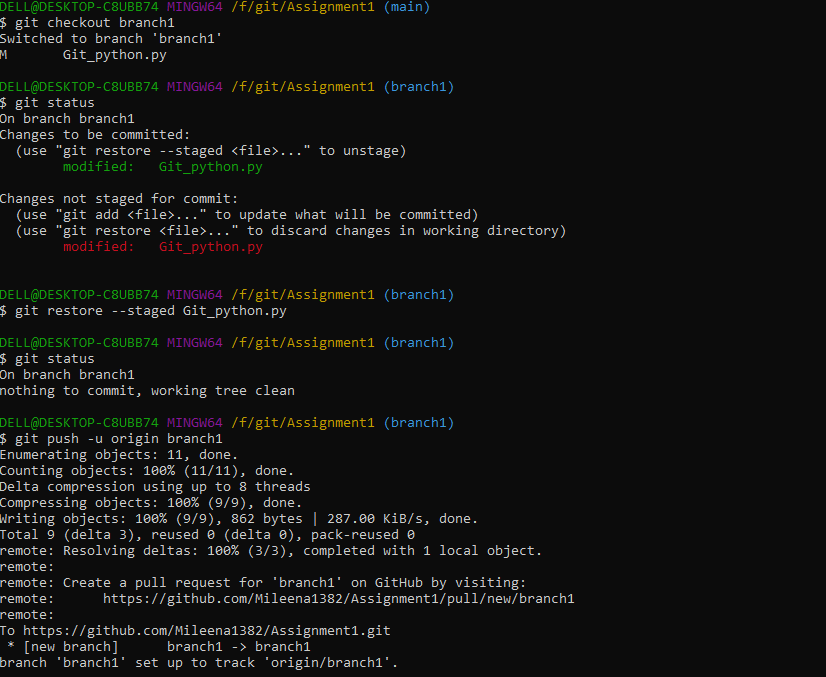 DELL@DESKTOP-C8UBB74 MINGW64 /f/git/Assignment1 (main)
$ git checkout branch1
Switched to branch 'branch1'
M       Git_python.py
DELL@DESKTOP-C8UBB74 MINGW64 /f/git/Assignment1 (branch1)
$ git status
On branch branch1
Changes to be committed:
  (use "git restore --staged <file>..." to unstage)
        modified:   Git_python.py
Changes not staged for commit:
  (use "git add <file>..." to update what will be committed)
  (use "git restore <file>..." to discard changes in working directory)
        modified:   Git_python.py
DELL@DESKTOP-C8UBB74 MINGW64 /f/git/Assignment1 (branch1)
$ git restore --staged Git_python.py
DELL@DESKTOP-C8UBB74 MINGW64 /f/git/Assignment1 (branch1)
$ git status
On branch branch1
nothing to commit, working tree clean
DELL@DESKTOP-C8UBB74 MINGW64 /f/git/Assignment1 (branch1)
$ git push -u origin branch1
Enumerating objects: 11, done.
Counting objects: 100% (11/11), done.
Delta compression using up to 8 threads
Compressing objects: 100% (9/9), done.
Writing objects: 100% (9/9), 862 bytes | 287.00 KiB/s, done.
Total 9 (delta 3), reused 0 (delta 0), pack-reused 0
remote: Resolving deltas: 100% (3/3), completed with 1 local object.
remote:
remote: Create a pull request for 'branch1' on GitHub by visiting:
remote:      https://github.com/Mileena1382/Assignment1/pull/new/branch1
remote:
To https://github.com/Mileena1382/Assignment1.git
 * [new branch]      branch1 -> branch1
branch 'branch1' set up to track 'origin/branch1'.